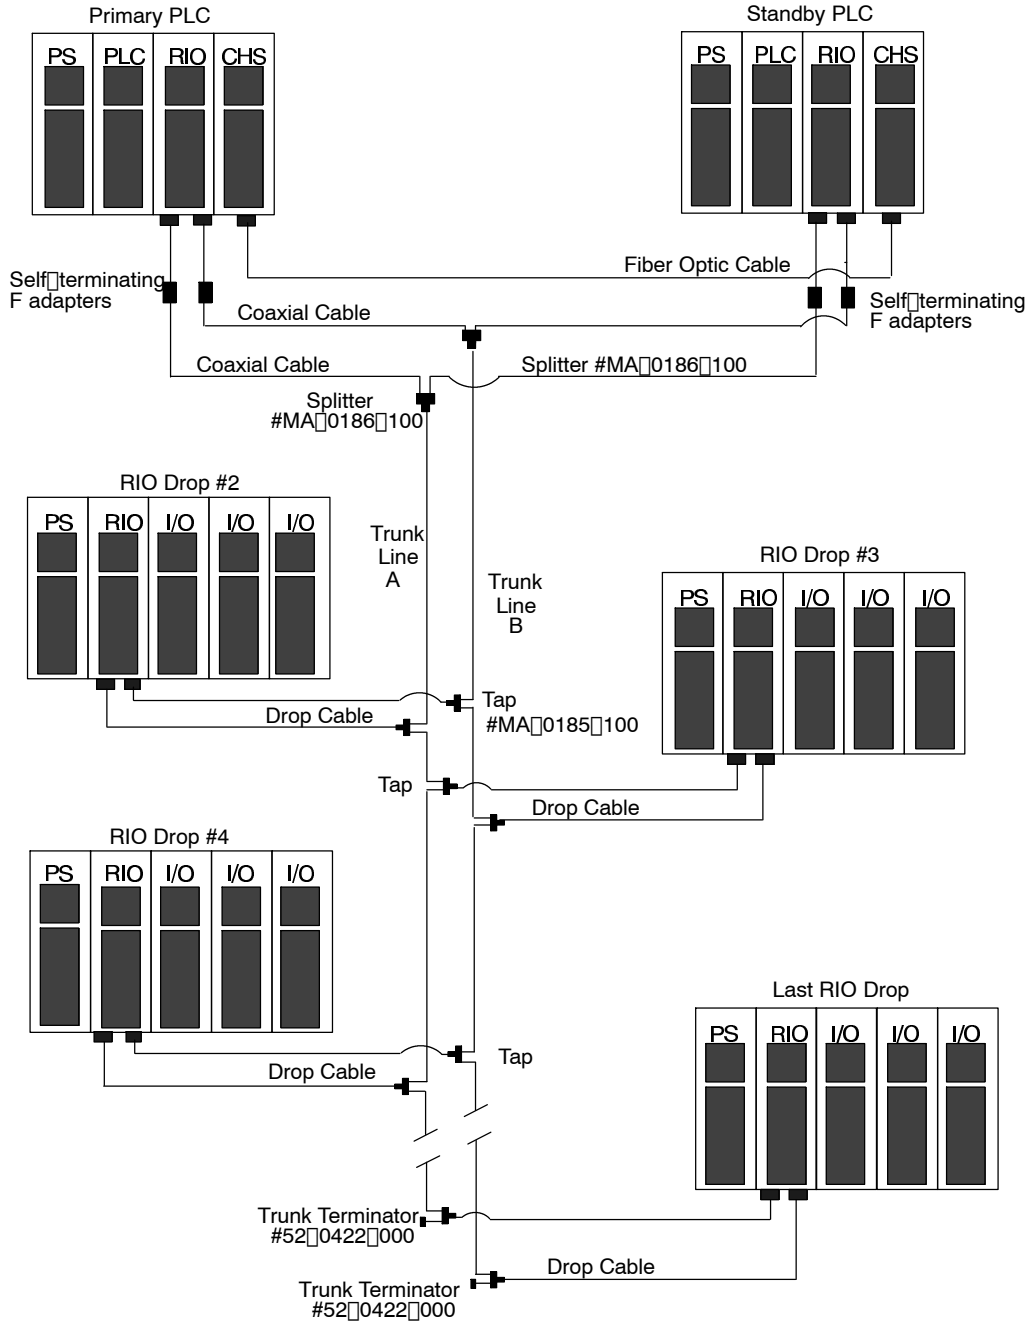 Primary PLC
Standby PLC
PS PLC RIO CHS
PS PLC RIO CHS
Fiber Optic Cable
Self▯terminating
F adapters
Self▯terminating
F adapters
Coaxial Cable
Coaxial Cable
Splitter #MA▯0186▯100
Splitter
#MA▯0186▯100
RIO Drop #2
PS RIO I/O I/O I/O
Trunk
Line
A
RIO Drop #3
Trunk
Line
B
PS RIO I/O I/O I/O
Drop Cable
Tap
#MA▯0185▯100
Tap
Drop Cable
RIO Drop #4
PS RIO I/O I/O I/O
Last RIO Drop
PS RIO I/O I/O I/O
Tap
Drop Cable
Trunk Terminator
#52▯0422▯000
Drop Cable
Trunk Terminator
#52▯0422▯000